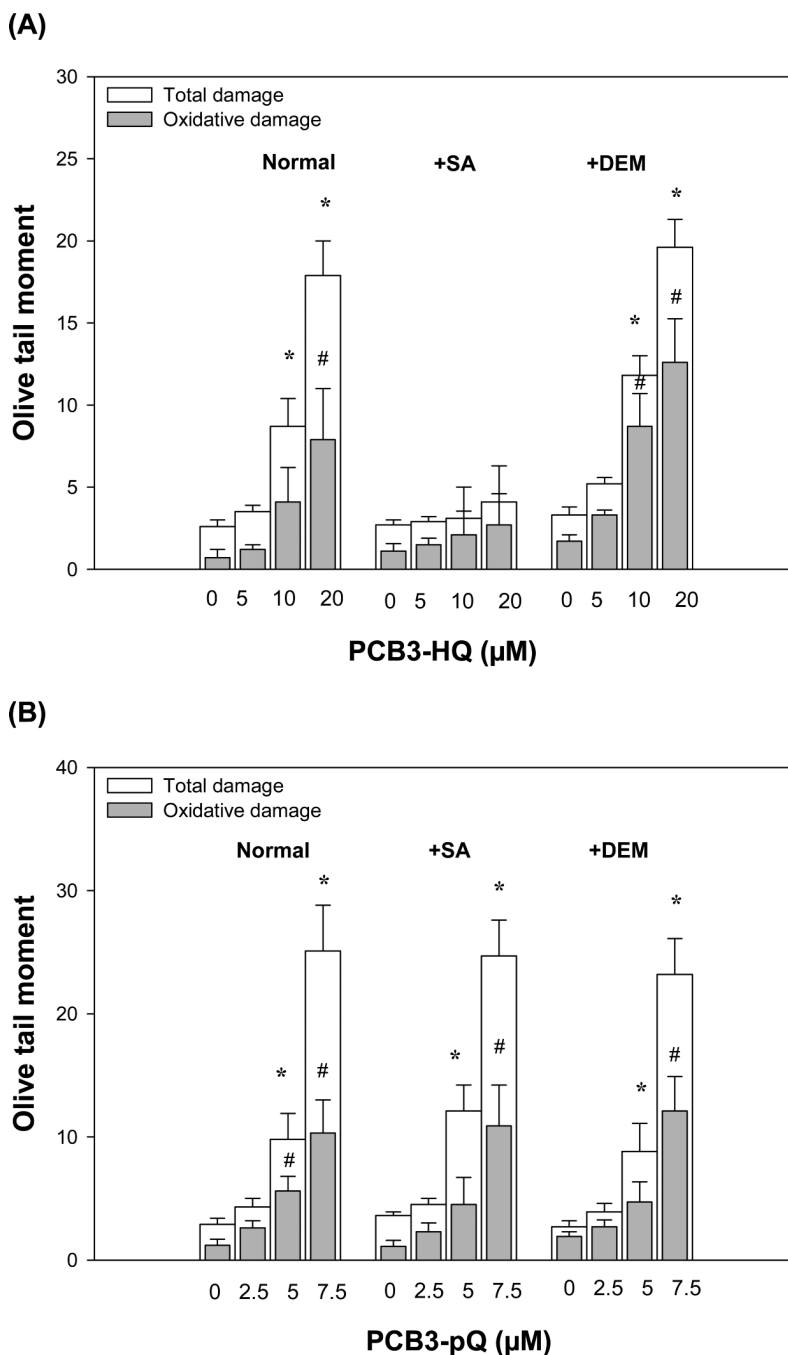 (A)
30
Total damage
Oxidative damage
25
Normal
+SA
+DEM
*
*
20
*
*
#
15
#
#
10
5
0
Olive tail moment
0 5 10 20 0 5 10 20 0 5 10 20
PCB3-HQ (µM)
(B)
40
Total damage
Oxidative damage
Normal
+SA
+DEM
*
*
*
30
20
*
*
*
#
#
#
#
10
0
Olive tail moment
0 2.5 5 7.5 0 2.5 5 7.5 0 2.5 5 7.5
PCB3-pQ (µM)